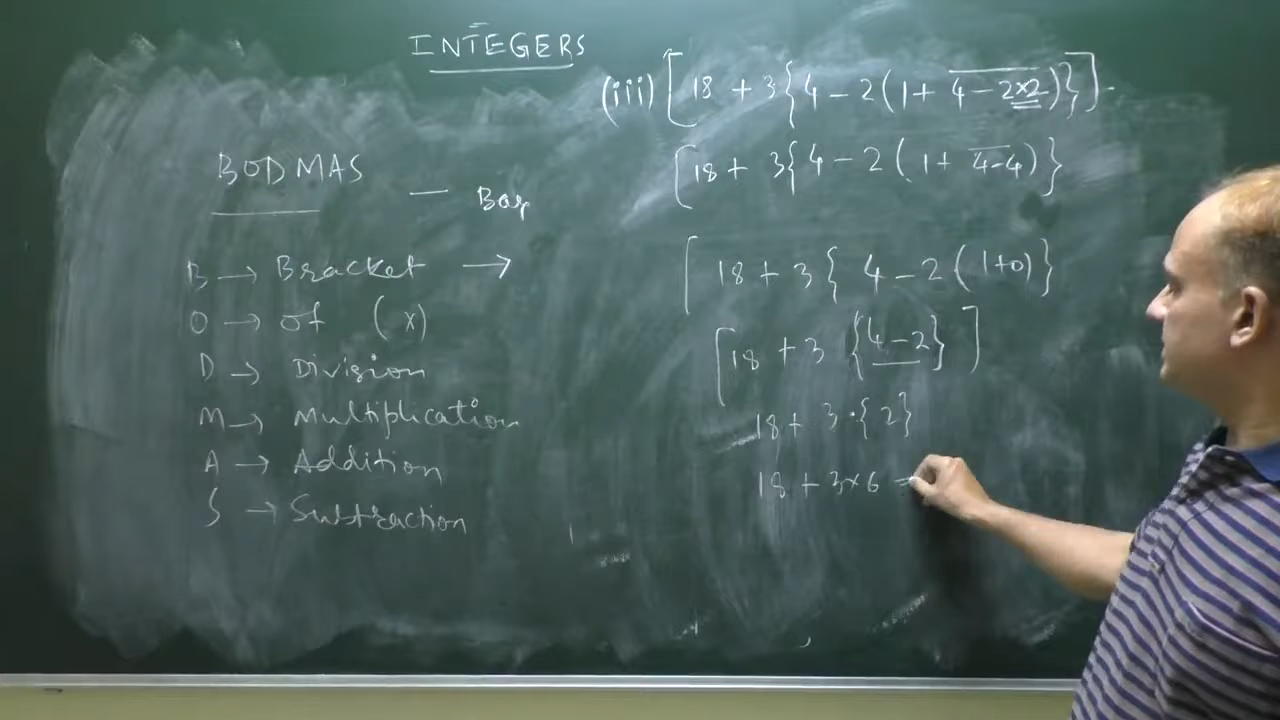 INTEGERS
BODMAS
— Bar
B → Bracket →
O → of (x)
D → Division
M → Multiplication
A → Addition
S → Subtraction
(iii) [18 + 3{4 - 2(1 + 4 - 2×2)}]
[18 + 3{4 - 2(1 + 4-4)}
[18 + 3{4 - 2(1+0)}
[18 + 3{4-2}]
18 + 3·{2}
18 + 3×6 =